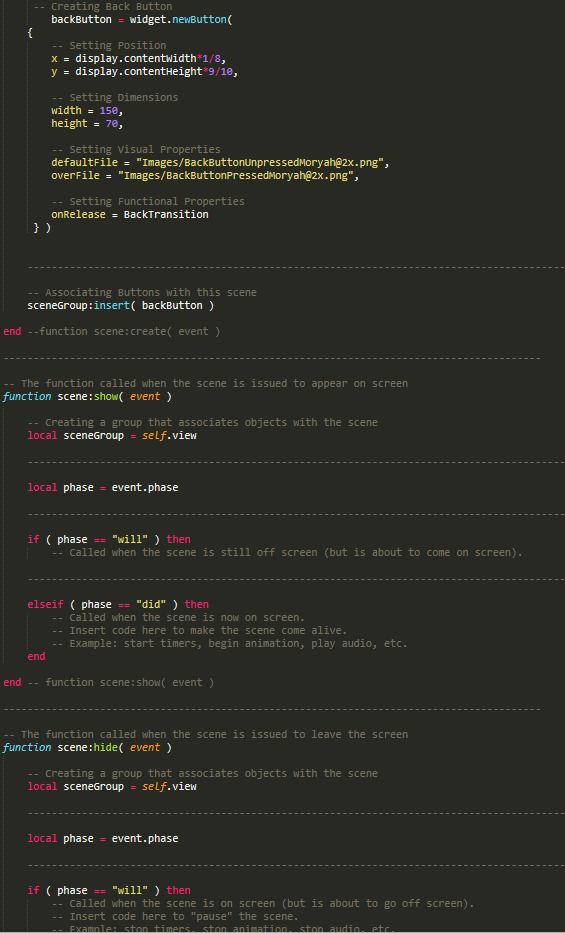 -- Creating Back Button
backButton = widget.newButton(
{
-- Setting Position
x = display.contentWidth*1/8,
y = display.contentHeight*9/10,
-- Setting Dimensions
width = 150,
height = 70,
-- Setting Visual Properties
defaultFile = "Images/BackButtonUnpressedMoryah@2x.png",
overFile = "Images/BackButtonPressedMoryah@2x.png",
-- Setting Functional Properties
onRelease = BackTransition
} )
-----------------------------------------------------------------------------------------
-- Associating Buttons with this scene
sceneGroup:insert( backButton )
end --function scene:create( event )
-----------------------------------------------------------------------------------------
-- The function called when the scene is issued to appear on screen
function scene:show( event )
-- Creating a group that associates objects with the scene
local sceneGroup = self.view
-----------------------------------------------------------------------------------------
local phase = event.phase
-----------------------------------------------------------------------------------------
if ( phase == "will" ) then
-- Called when the scene is still off screen (but is about to come on screen).
-----------------------------------------------------------------------------------------
elseif ( phase == "did" ) then
-- Called when the scene is now on screen.
-- Insert code here to make the scene come alive.
-- Example: start timers, begin animation, play audio, etc.
end
end -- function scene:show( event )
-----------------------------------------------------------------------------------------
-- The function called when the scene is issued to leave the screen
function scene:hide( event )
-- Creating a group that associates objects with the scene
local sceneGroup = self.view
-----------------------------------------------------------------------------------------
local phase = event.phase
-----------------------------------------------------------------------------------------
if ( phase == "will" ) then
-- Called when the scene is on screen (but is about to go off screen).
-- Insert code here to "pause" the scene.
-- Example: stop timers, stop animation, stop audio, etc.